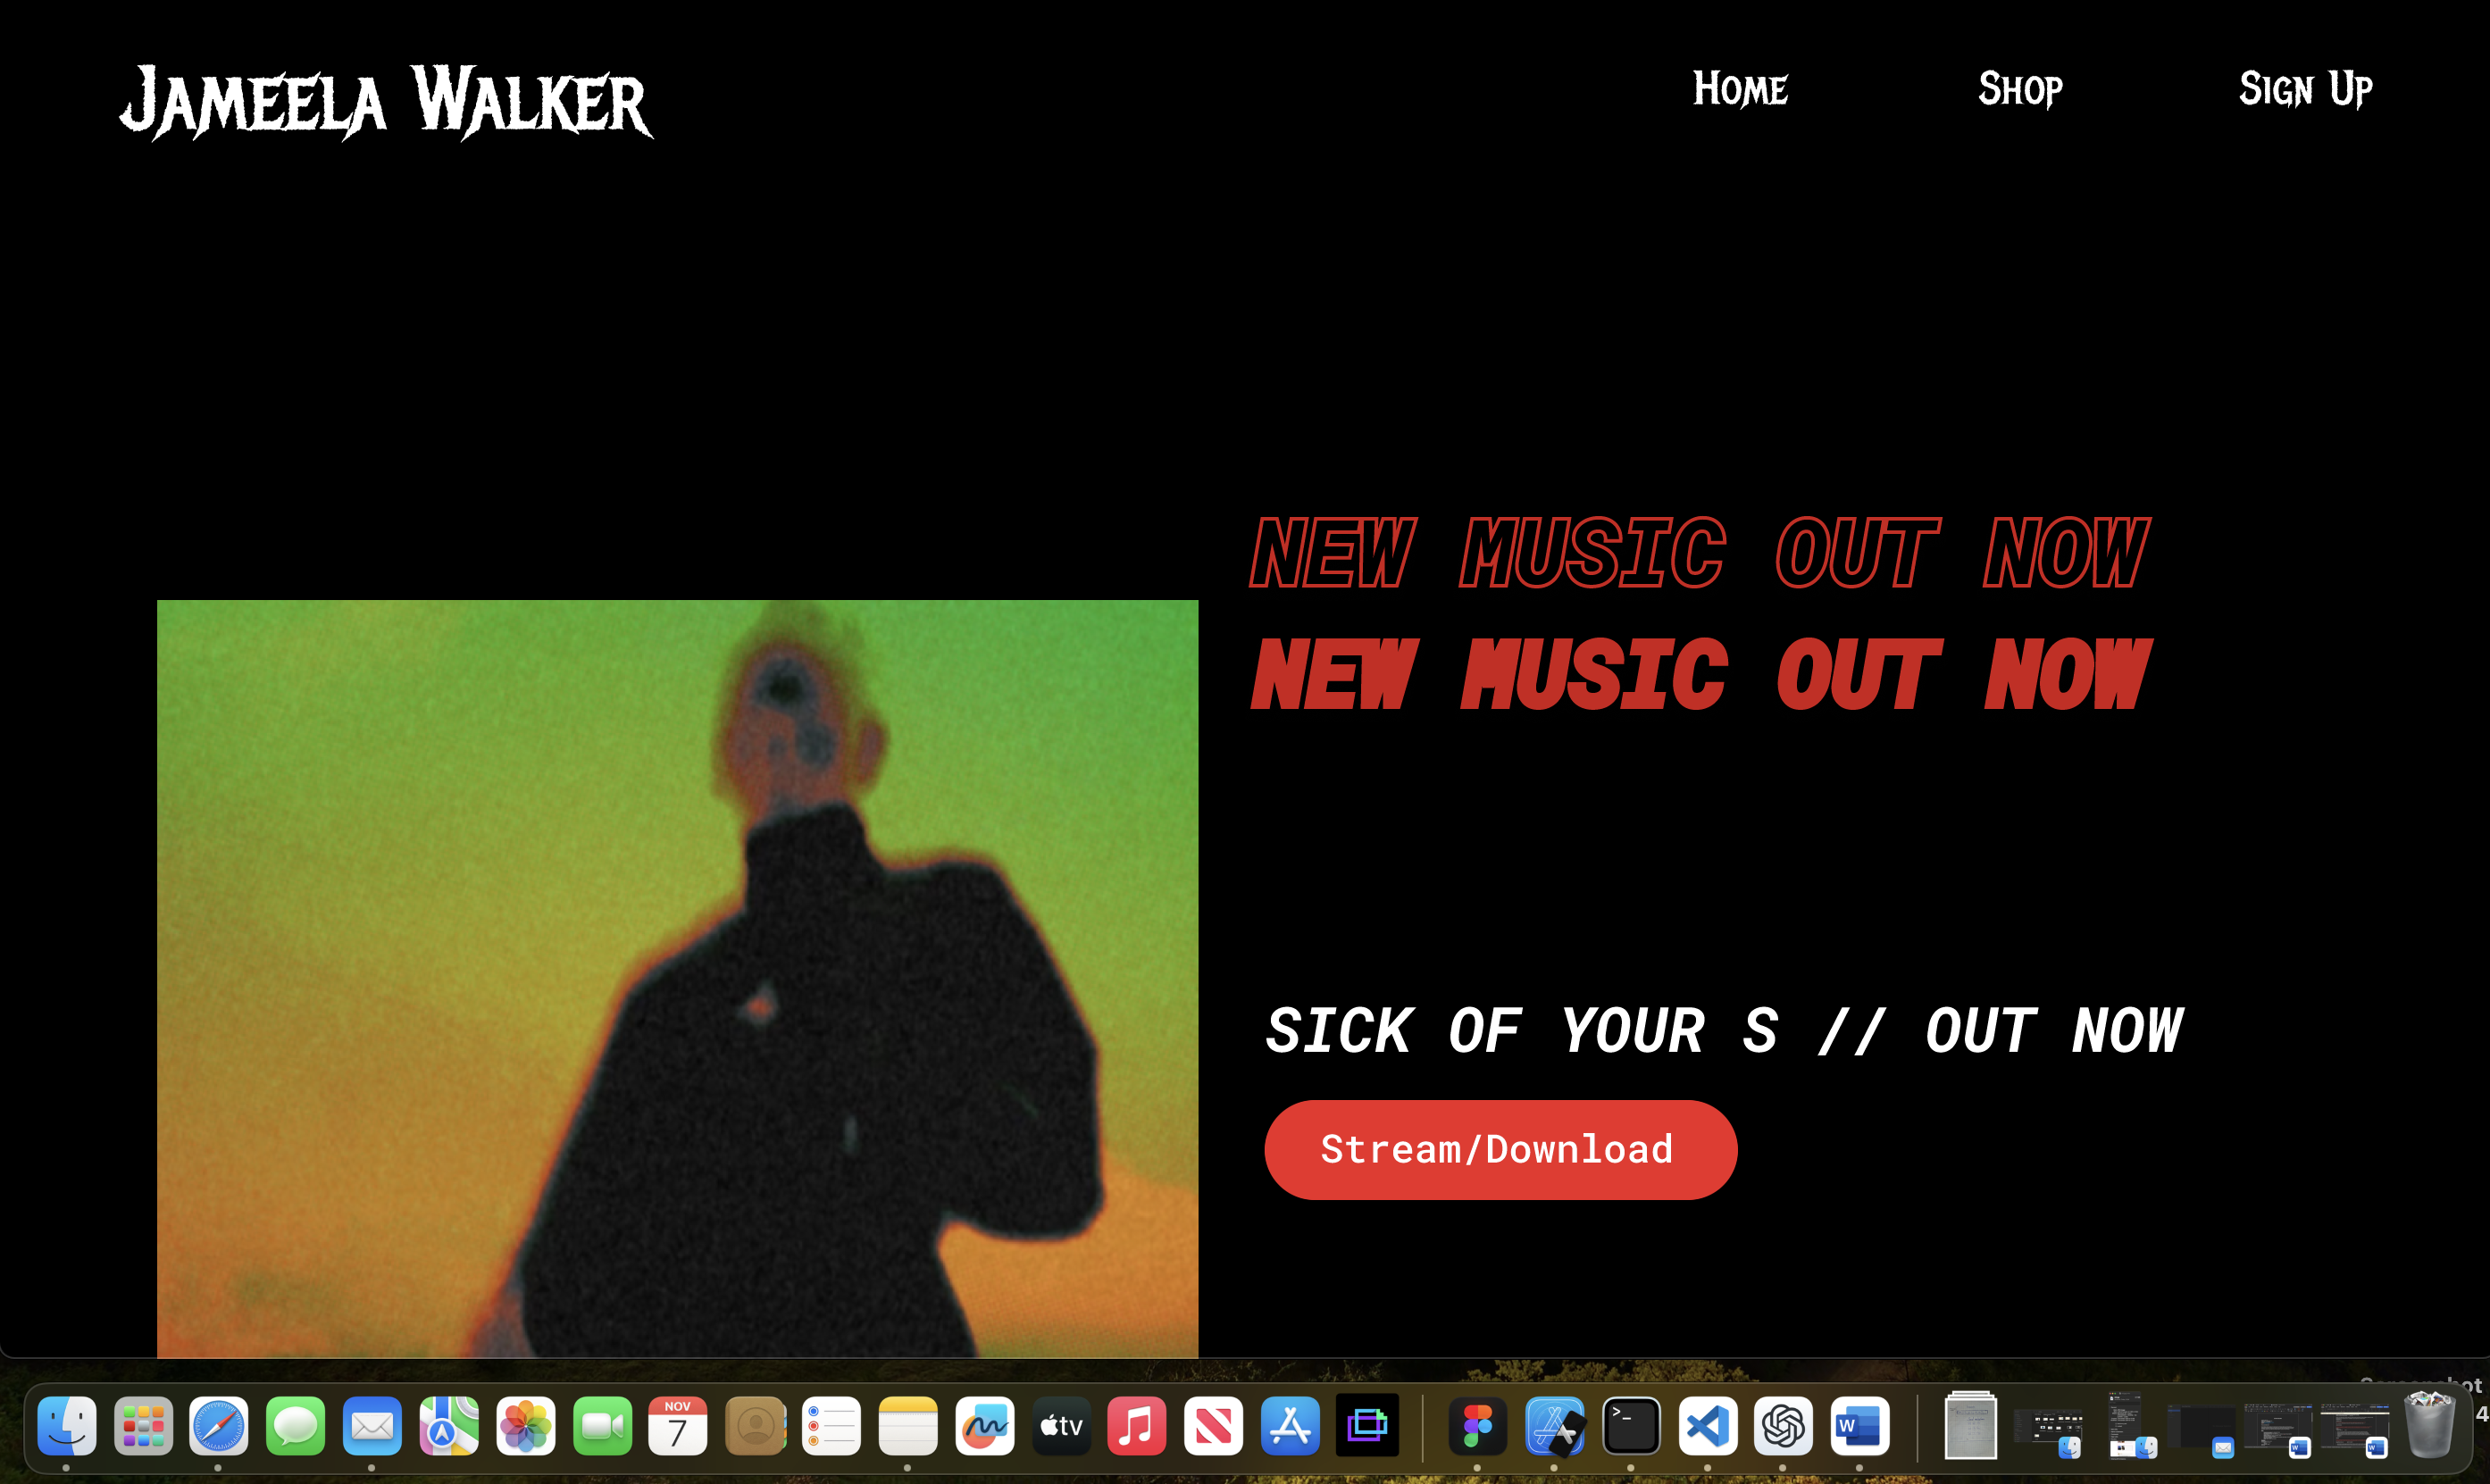 JAMEELA WALKER
HOME
SHOP
SIGN UP
NEW MUSIC OUT NOW
NEW MUSIC OUT NOW
SICK OF YOUR S // OUT NOW
Stream/Download
NOV
7
tv
>_
W
4